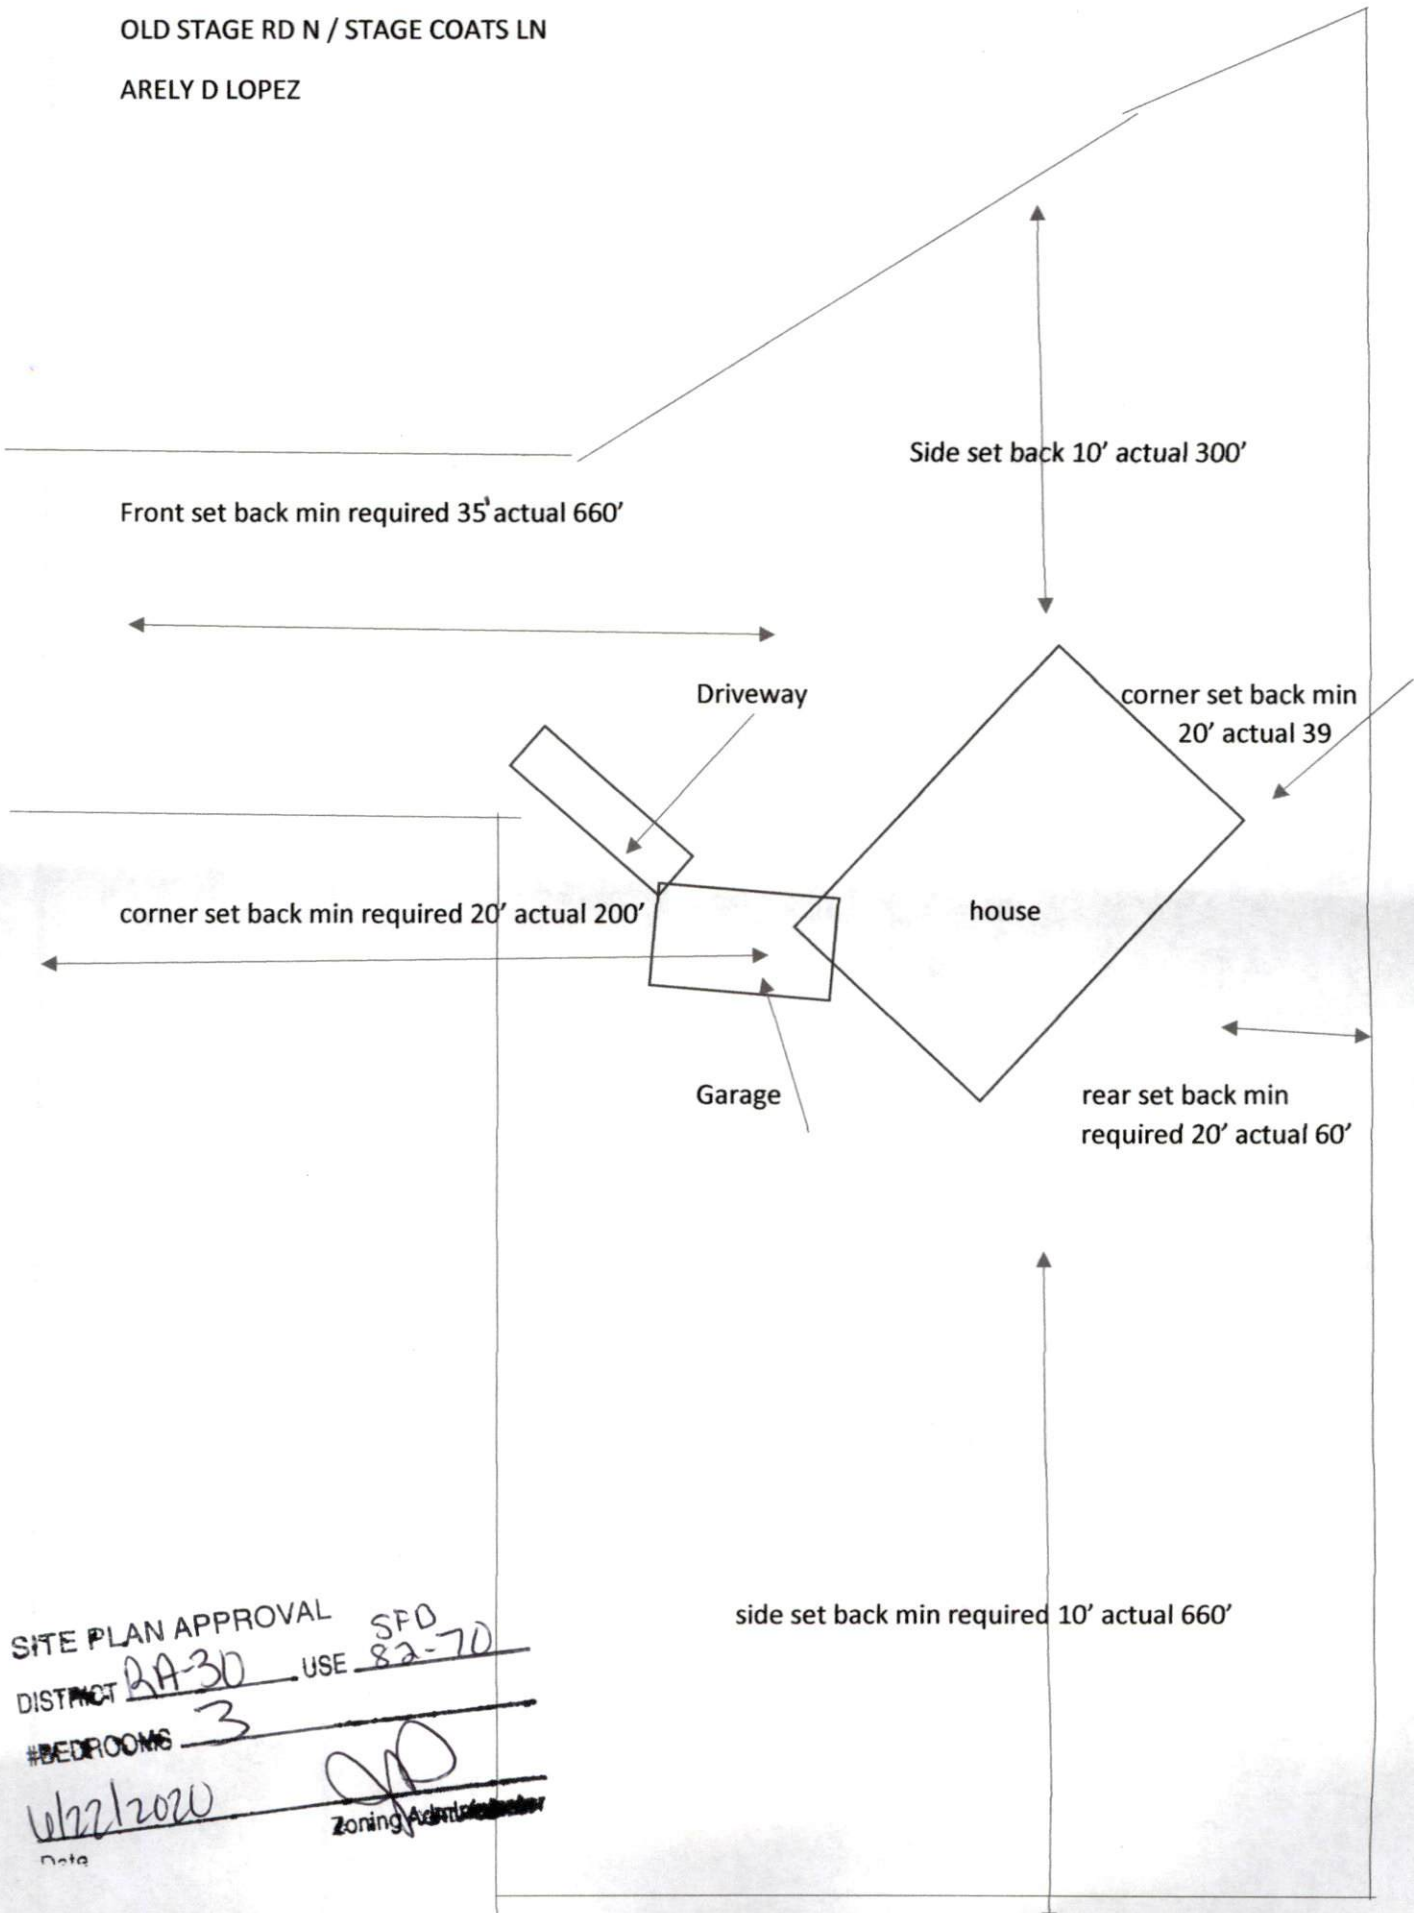 OLD STAGE RD N / STAGE COATS LN
ARELY D LOPEZ
Side set back 10' actual 300'
Front set back min required 35' actual 660'
Driveway
corner set back min
20' actual 39
corner set back min required 20' actual 200'
house
Garage
rear set back min
required 20' actual 60'
side set back min required 10' actual 660'
SITE PLAN APPROVAL
DISTRICT RA-30 USE SFD 82-70
#BEDROOMS 3
6/22/2020
Zoning Administrator
Date